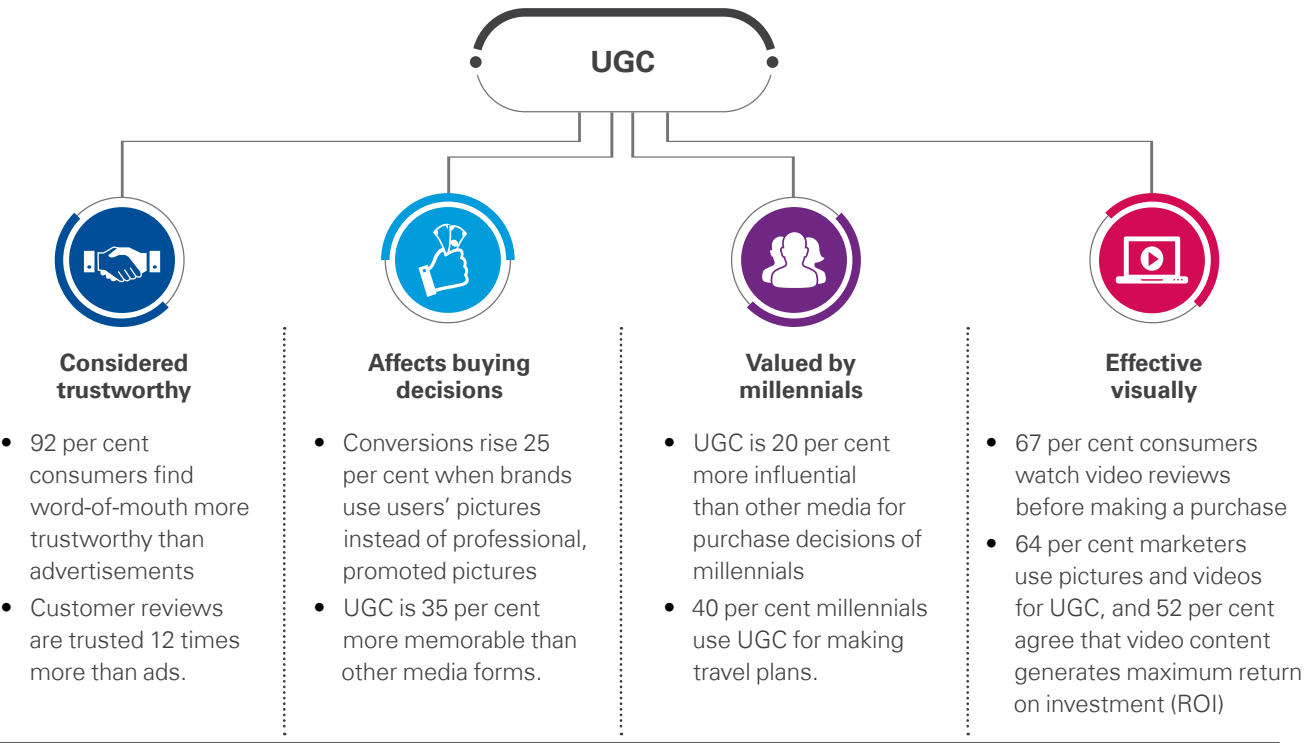 UGC
Considered
trustworthy
• 92 per cent
consumers find
word-of-mouth more
trustworthy than
advertisements
• Customer reviews
are trusted 12 times
more than ads.
Affects buying
decisions
• Conversions rise 25
per cent when brands
use users’ pictures
instead of professional,
promoted pictures
• UGC is 35 per cent
more memorable than
other media forms.
Valued by
millennials
• UGC is 20 per cent
more influential
than other media for
purchase decisions of
millennials
• 40 per cent millennials
use UGC for making
travel plans.
Effective
visually
• 67 per cent consumers
watch video reviews
before making a purchase
• 64 per cent marketers
use pictures and videos
for UGC, and 52 per cent
agree that video content
generates maximum return
on investment (ROI)